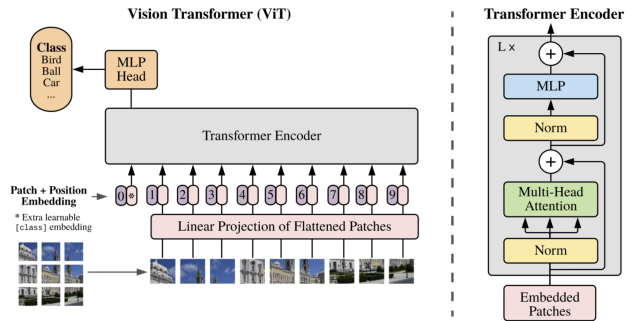 Vision Transformer (ViT)
Transformer Encoder
Class
Bird
Ball
Car
...
MLP
Head
Transformer Encoder
Patch + Position
Embedding
0 * 1 2 3 4 5 6 7 8 9
* Extra learnable
[class] embedding
Linear Projection of Flattened Patches
L x
+
MLP
Norm
+
Multi-Head
Attention
Norm
Embedded
Patches